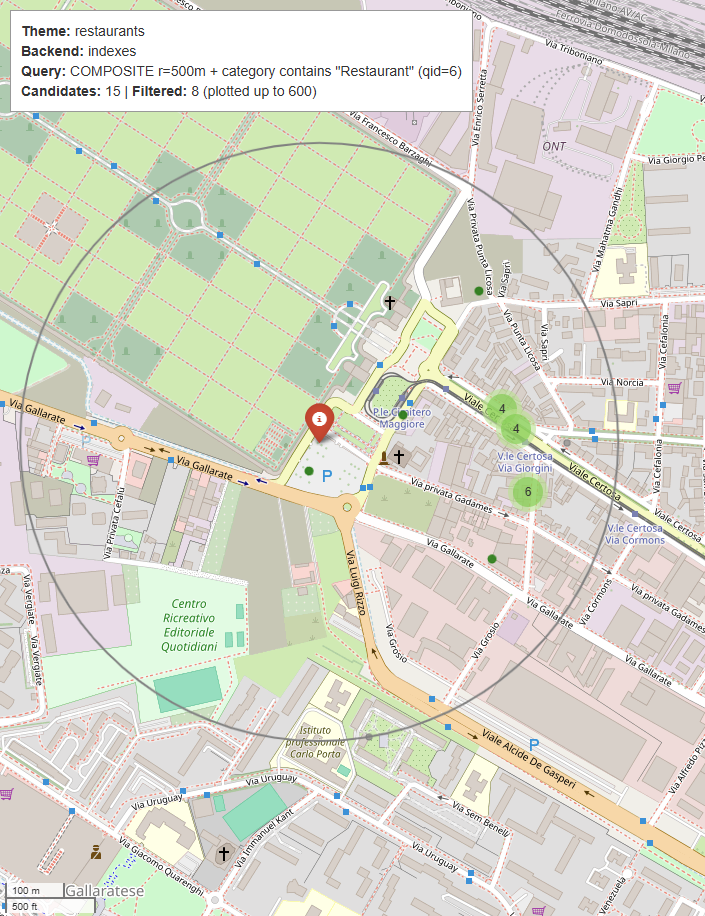 Theme: restaurants
Backend: indexes
Query: COMPOSITE r=500m + category contains "Restaurant" (qid=6)
Candidates: 15 | Filtered: 8 (plotted up to 600)
Milano AV/AC
Ferrovia Domodossola-Milano
Via Triboniano
Via Enrico Serretta
ONT
Via Francesco Barzaghi
Via Giorgio Pe
Via Mahatma Gandhi
Via Privata Punta Licosa
Via Sapri
Via Sapri
Via Sapri
Via Punta Licosa
Via Cefalonia
Via Norcia
Viale Ce
4
4
P.le Cimitero
Maggiore
Via Gallarate
P
Via Gallarate
P
V.le Certosa
Via Giorgini
Viale Certosa
Via Cefalonia
6
Via privata Gadames
Viale Certosa
V.le Certosa
Via Cormons
Via Privata Cefalù
Via Gallarate
Via Luigi Rizzo
Via privata Gadames
Via Cormons
Via Gallarate
za
Via Vergiate
Via Vergiate
Centro
Ricreativo
Editoriale
Quotidiani
Via Grosio
Via Grosio
Via Gallarate
Istituto
professionale
Carlo Porta
Viale Alcide De Gasperi
P
Via Alfredo Piz
Via Uruguay
Via Uruguay
Via Sem Benelli
Via Immanuel Kant
Via Giacomo Quarenghi
Via Uruguay
Venezuela
Gallaratese
100 m
500 ft